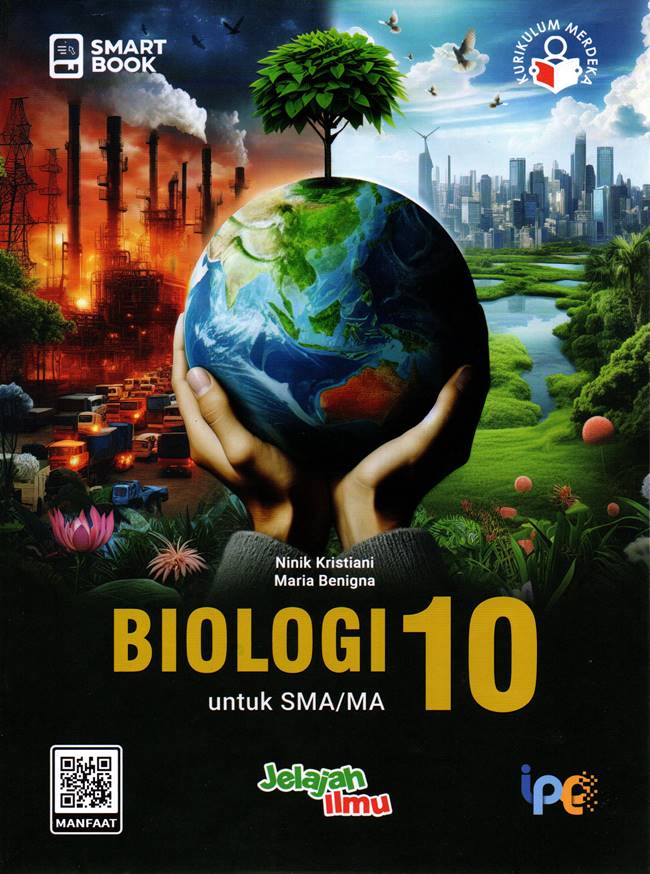 SMART
BOOK
KURIKULUM MERDEKA
Ninik Kristiani
Maria Benigna
BIOLOGI 10
untuk SMA/MA
MANFAAT
Jelajah
Ilmu
ipe